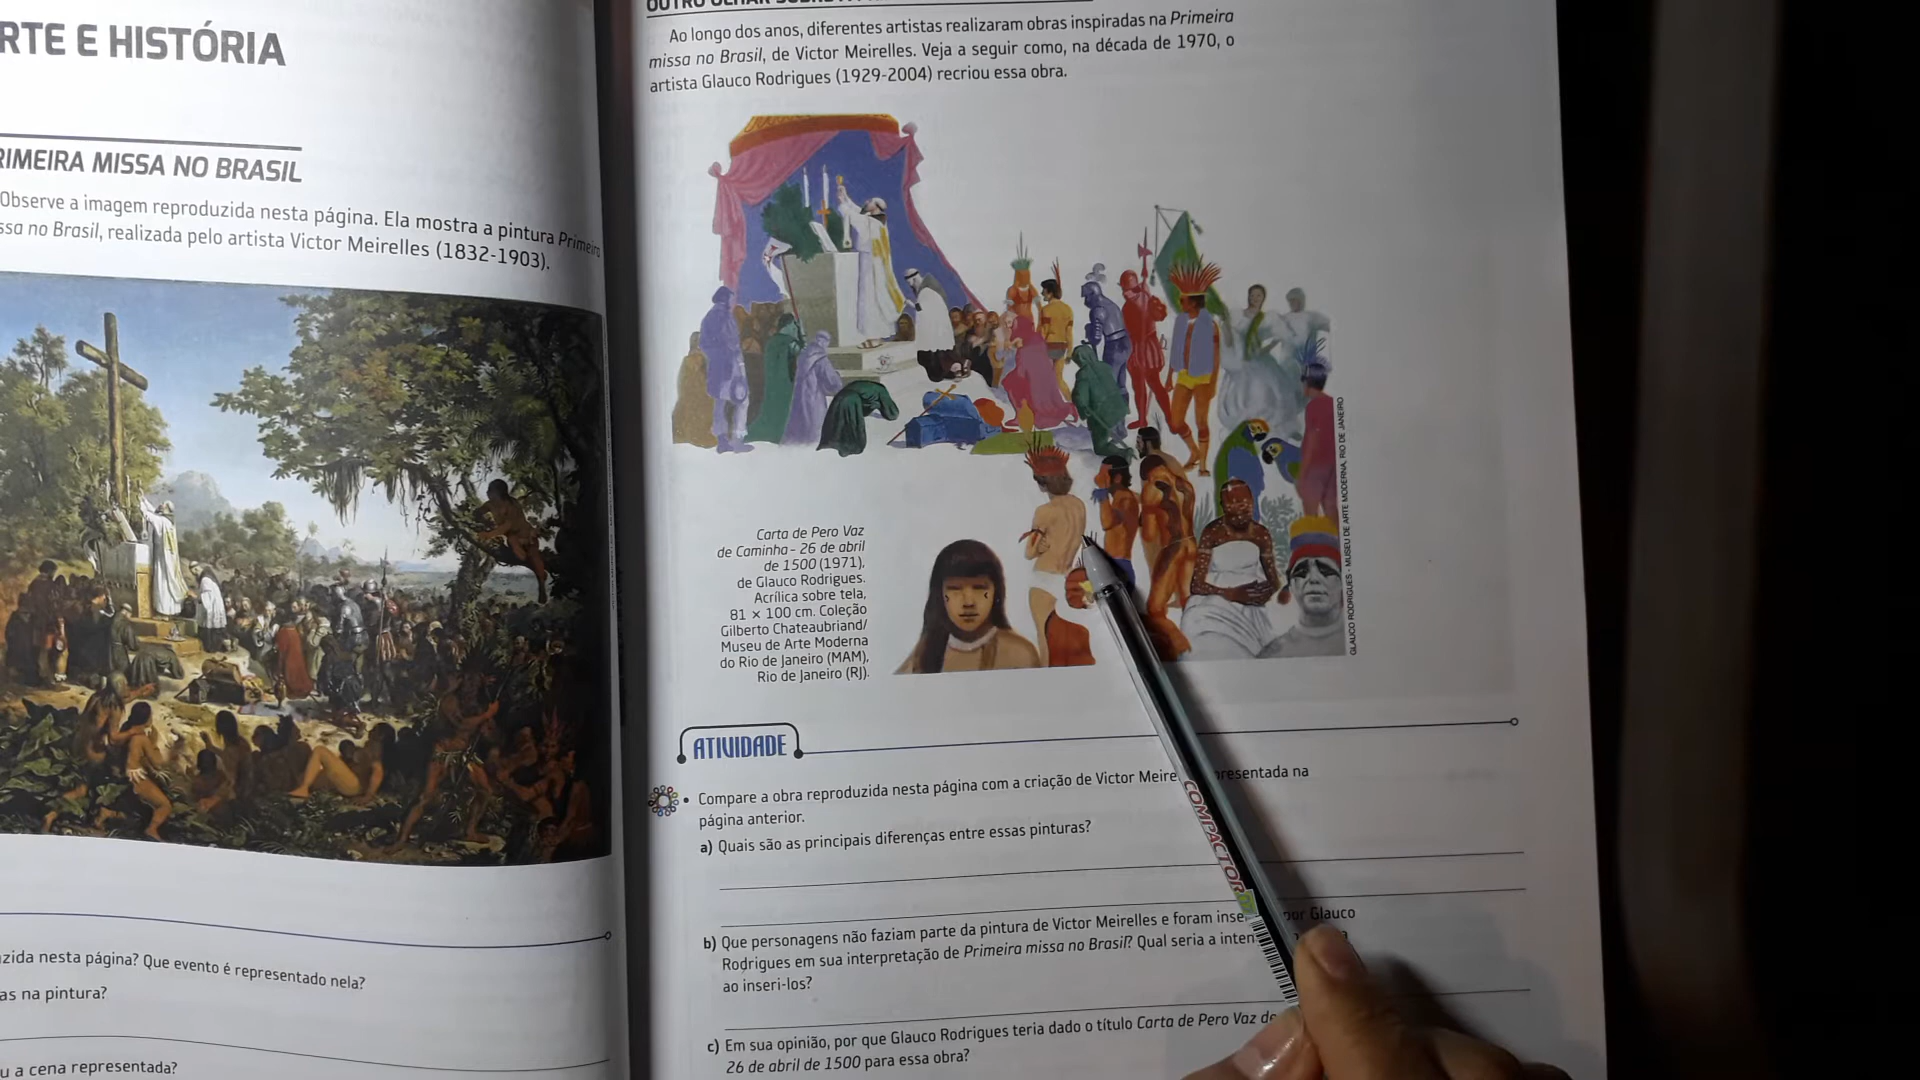 RTE E HISTÓRIA
RIMEIRA MISSA NO BRASIL
Observe a imagem reproduzida nesta página. Ela mostra a pintura Primeira
ssa no Brasil, realizada pelo artista Victor Meirelles (1832-1903).
zida nesta página? Que evento é representado nela?
as na pintura?
u a cena representada?
OUTRO OLHAR
Ao longo dos anos, diferentes artistas realizaram obras inspiradas na Primeira
missa no Brasil, de Victor Meirelles. Veja a seguir como, na década de 1970, o
artista Glauco Rodrigues (1929-2004) recriou essa obra.
Carta de Pero Vaz
de Caminha – 26 de abril
de 1500 (1971),
de Glauco Rodrigues.
Acrílica sobre tela,
81 × 100 cm. Coleção
Gilberto Chateaubriand/
Museu de Arte Moderna
do Rio de Janeiro (MAM),
Rio de Janeiro (RJ).
GLAUCO RODRIGUES - MUSEU DE ARTE MODERNA, RIO DE JANEIRO
ATIVIDADE
• Compare a obra reproduzida nesta página com a criação de Victor Meire presentada na
página anterior.
a) Quais são as principais diferenças entre essas pinturas?
b) Que personagens não faziam parte da pintura de Victor Meirelles e foram inse por Glauco
Rodrigues em sua interpretação de Primeira missa no Brasil? Qual seria a inten
ao inseri-los?
c) Em sua opinião, por que Glauco Rodrigues teria dado o título Carta de Pero Vaz de
26 de abril de 1500 para essa obra?
COMPACTOR